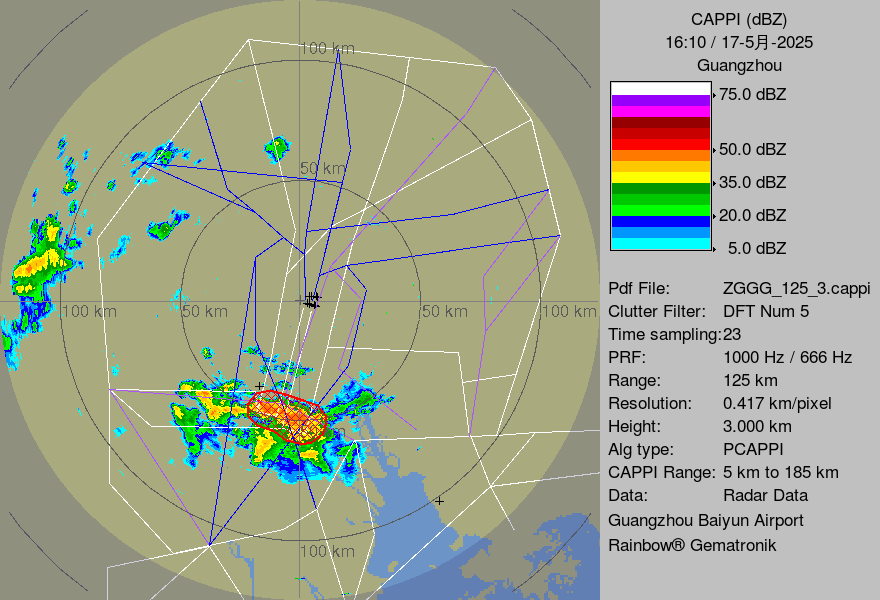 CAPPI (dBZ)
16:10 / 17-5月-2025
Guangzhou
75.0 dBZ
50.0 dBZ
35.0 dBZ
20.0 dBZ
5.0 dBZ
Pdf File: ZGGG_125_3.cappi
Clutter Filter: DFT Num 5
Time sampling:23
PRF: 1000 Hz / 666 Hz
Range: 125 km
Resolution: 0.417 km/pixel
Height: 3.000 km
Alg type: PCAPPI
CAPPI Range: 5 km to 185 km
Data: Radar Data
Guangzhou Baiyun Airport
Rainbow® Gematronik
100 km
50 km
100 km
50 km
50 km
100 km
100 km